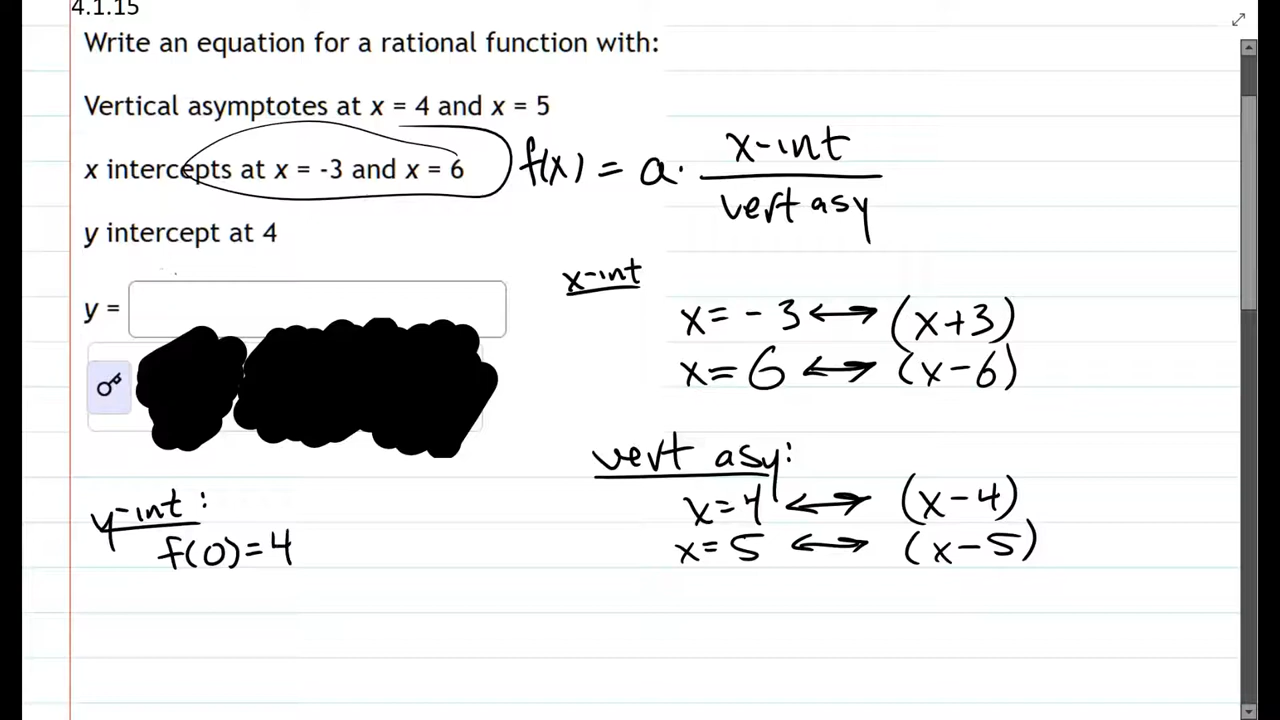 4.1.15
Write an equation for a rational function with:
Vertical asymptotes at x = 4 and x = 5
x intercepts at x = -3 and x = 6
f(x) = a · x-int / vert asy
y intercept at 4
x-int
y =
x = -3 ↔ (x+3)
x = 6 ↔ (x-6)
vert asy:
x=4 ↔ (x-4)
x=5 ↔ (x-5)
y-int:
f(0)=4